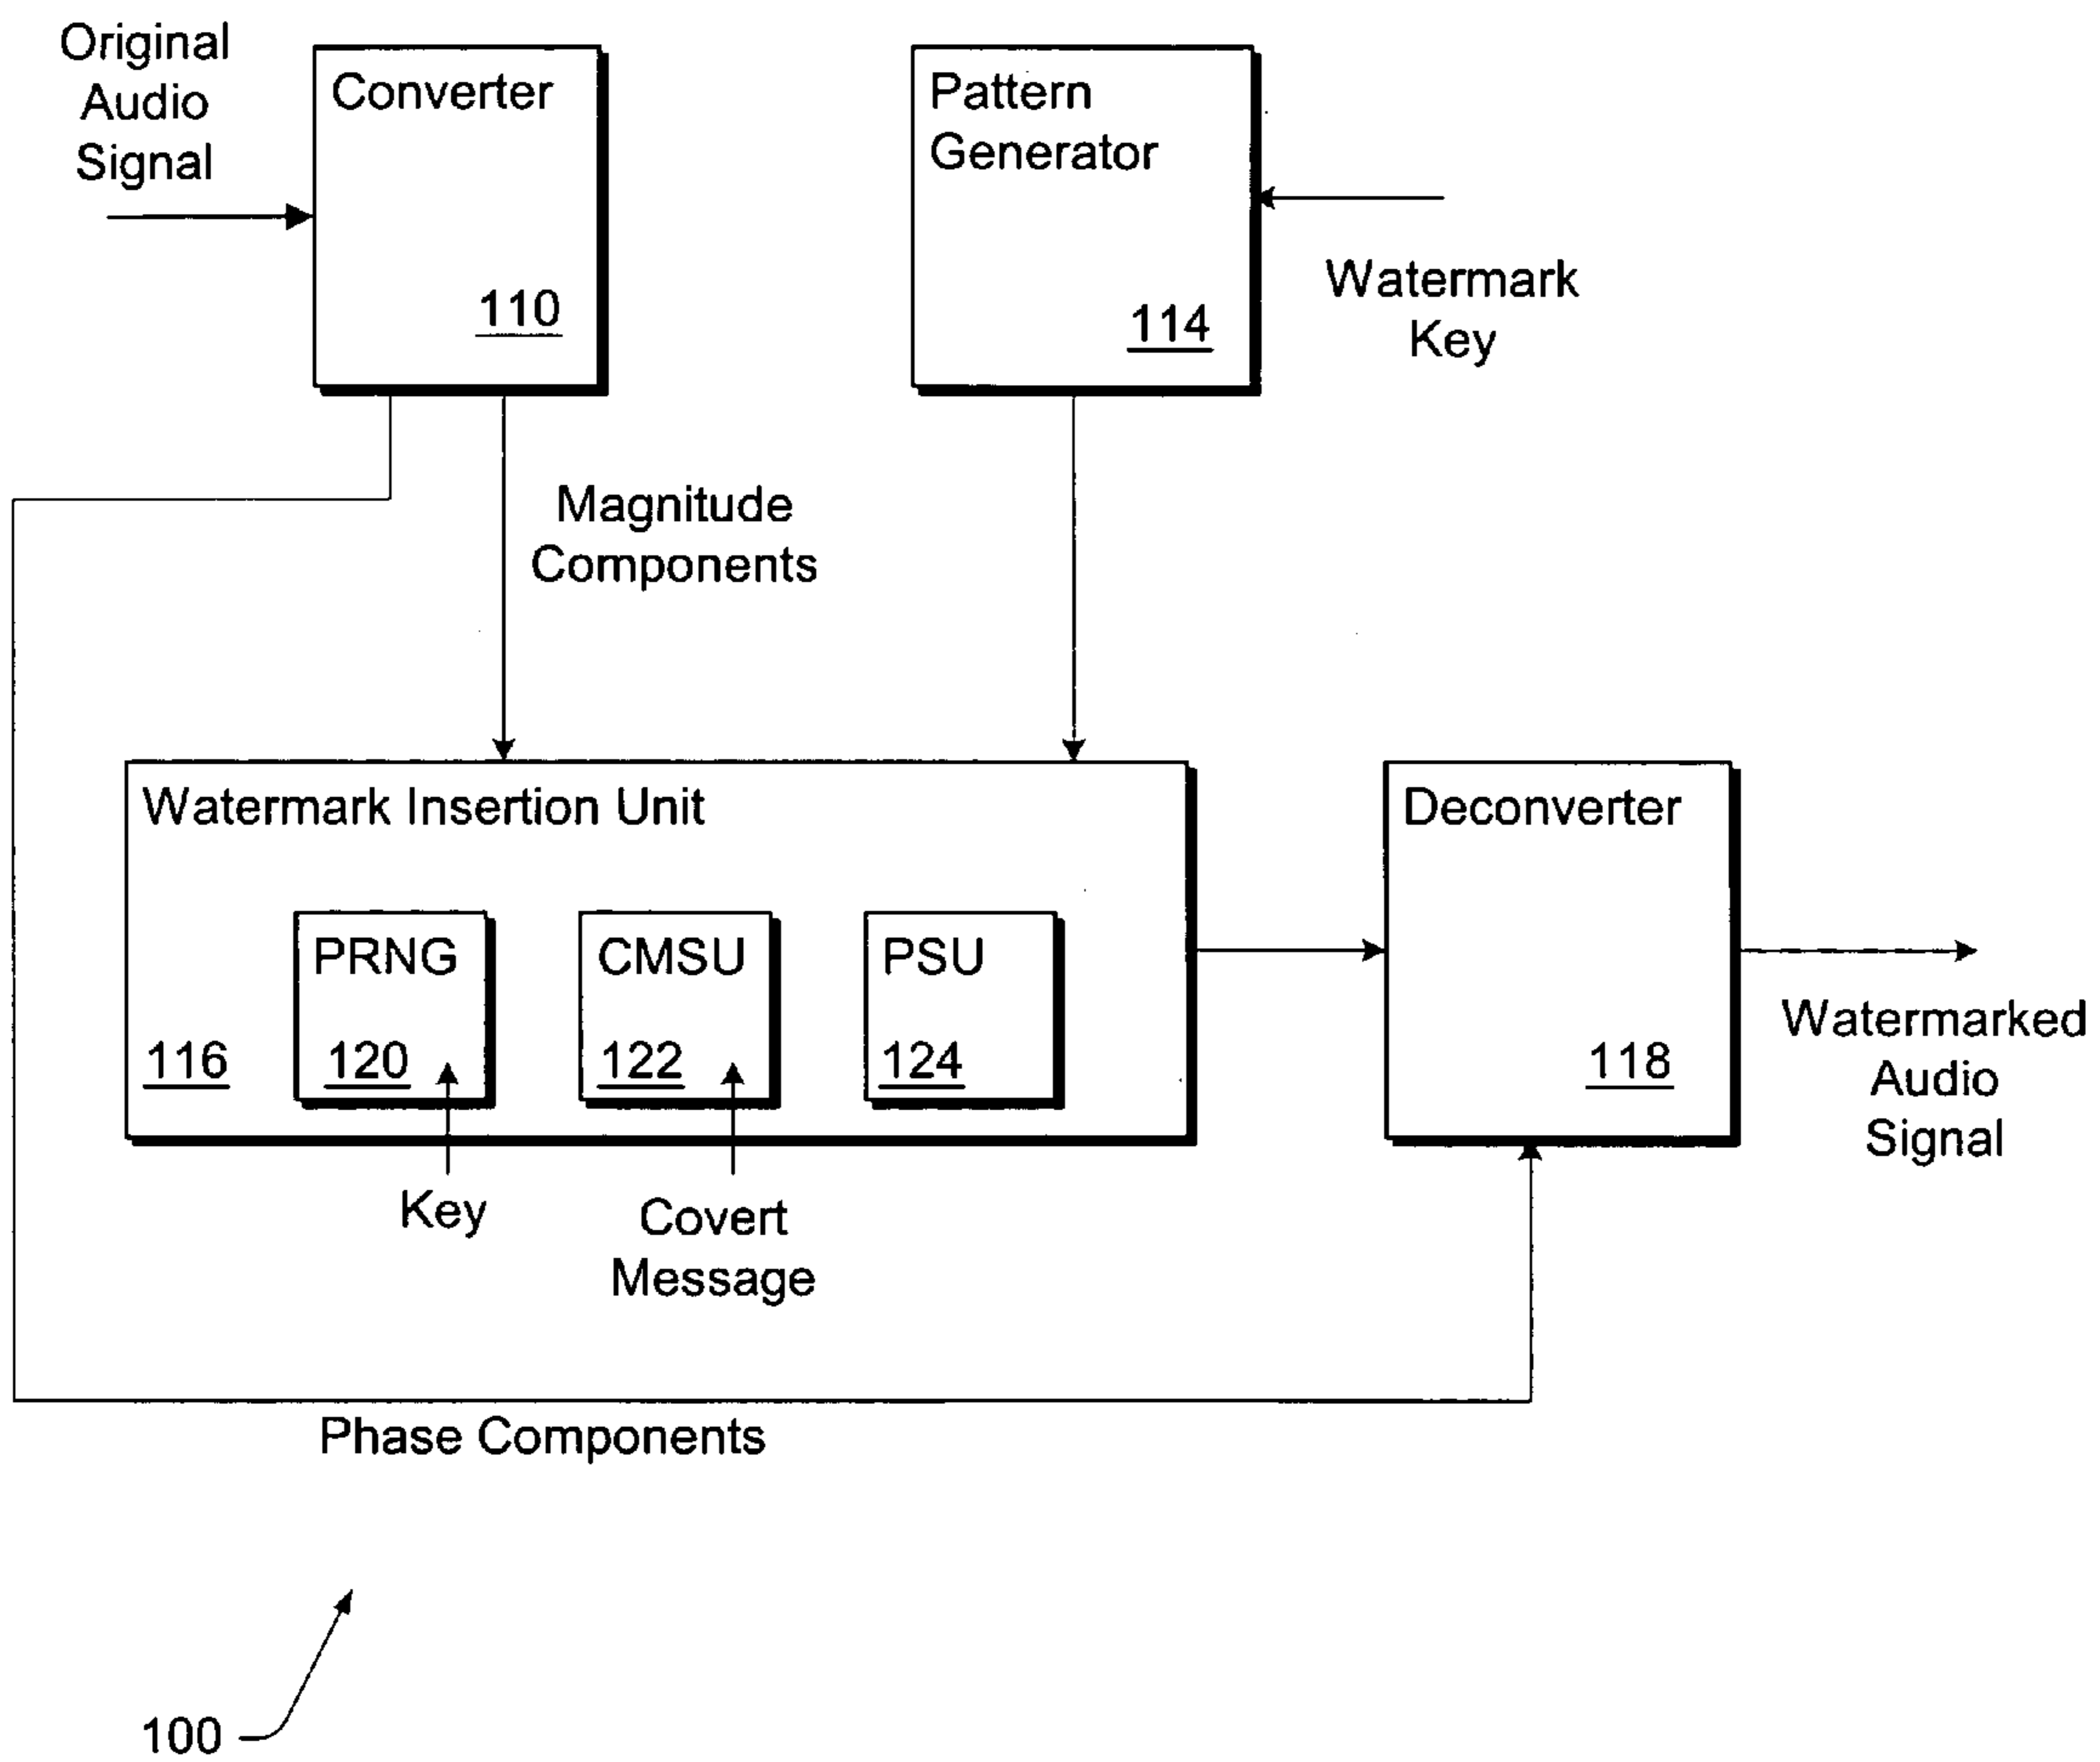 Original
Audio
Signal
Converter
110
Pattern
Generator
114
Watermark
Key
Magnitude
Components
Watermark Insertion Unit
116
PRNG
120
CMSU
122
PSU
124
Key
Covert
Message
Deconverter
118
Watermarked
Audio
Signal
Phase Components
100